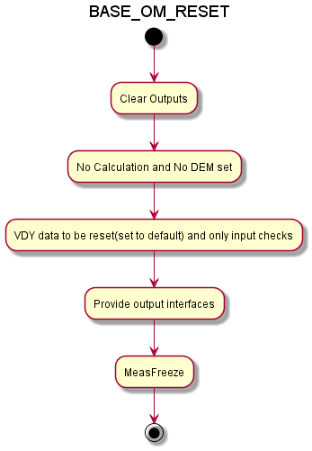 BASE_OM_RESET
Clear Outputs
No Calculation and No DEM set
VDY data to be reset(set to default) and only input checks
Provide output interfaces
MeasFreeze